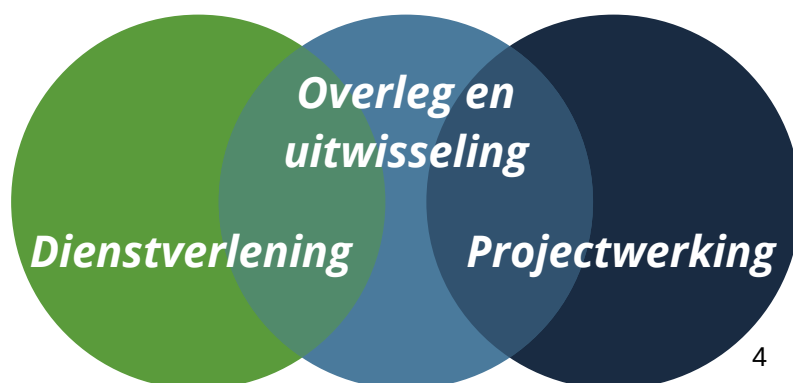 Overleg en
uitwisseling
Dienstverlening
Projectwerking
4